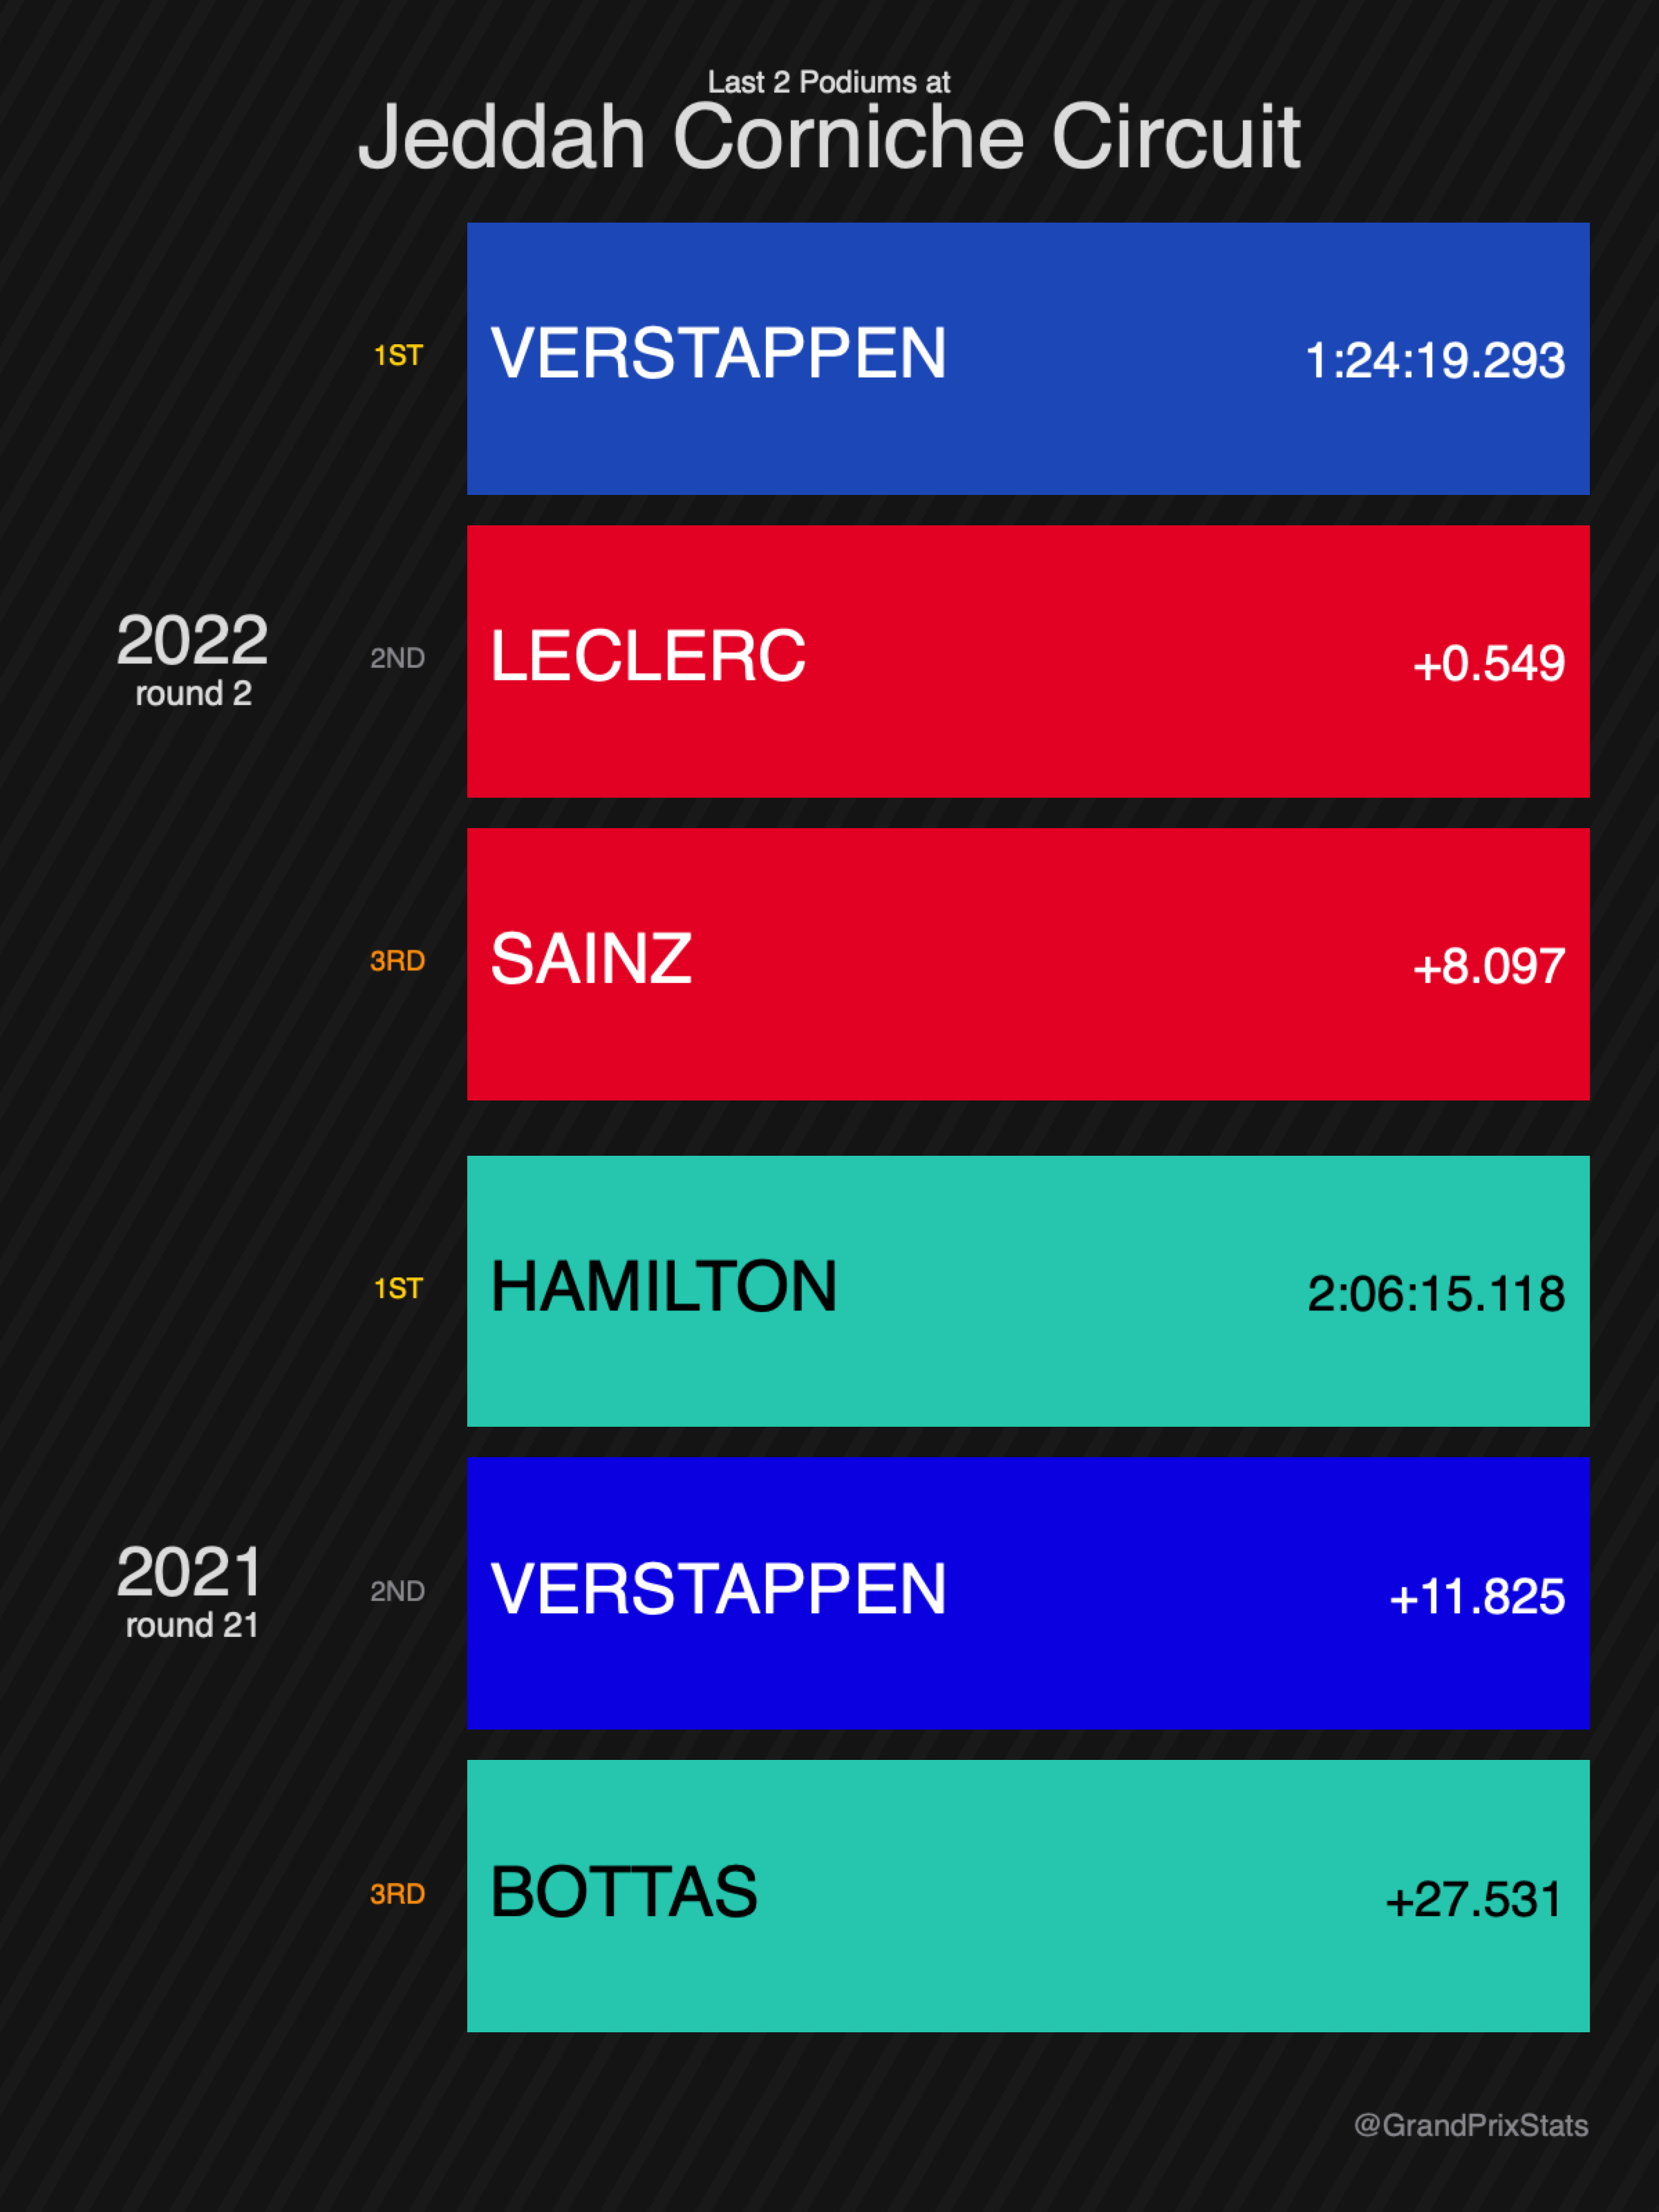 Last 2 Podiums at
Jeddah Corniche Circuit
2022
round 2
1ST VERSTAPPEN 1:24:19.293
2ND LECLERC +0.549
3RD SAINZ +8.097
2021
round 21
1ST HAMILTON 2:06:15.118
2ND VERSTAPPEN +11.825
3RD BOTTAS +27.531
@GrandPrixStats